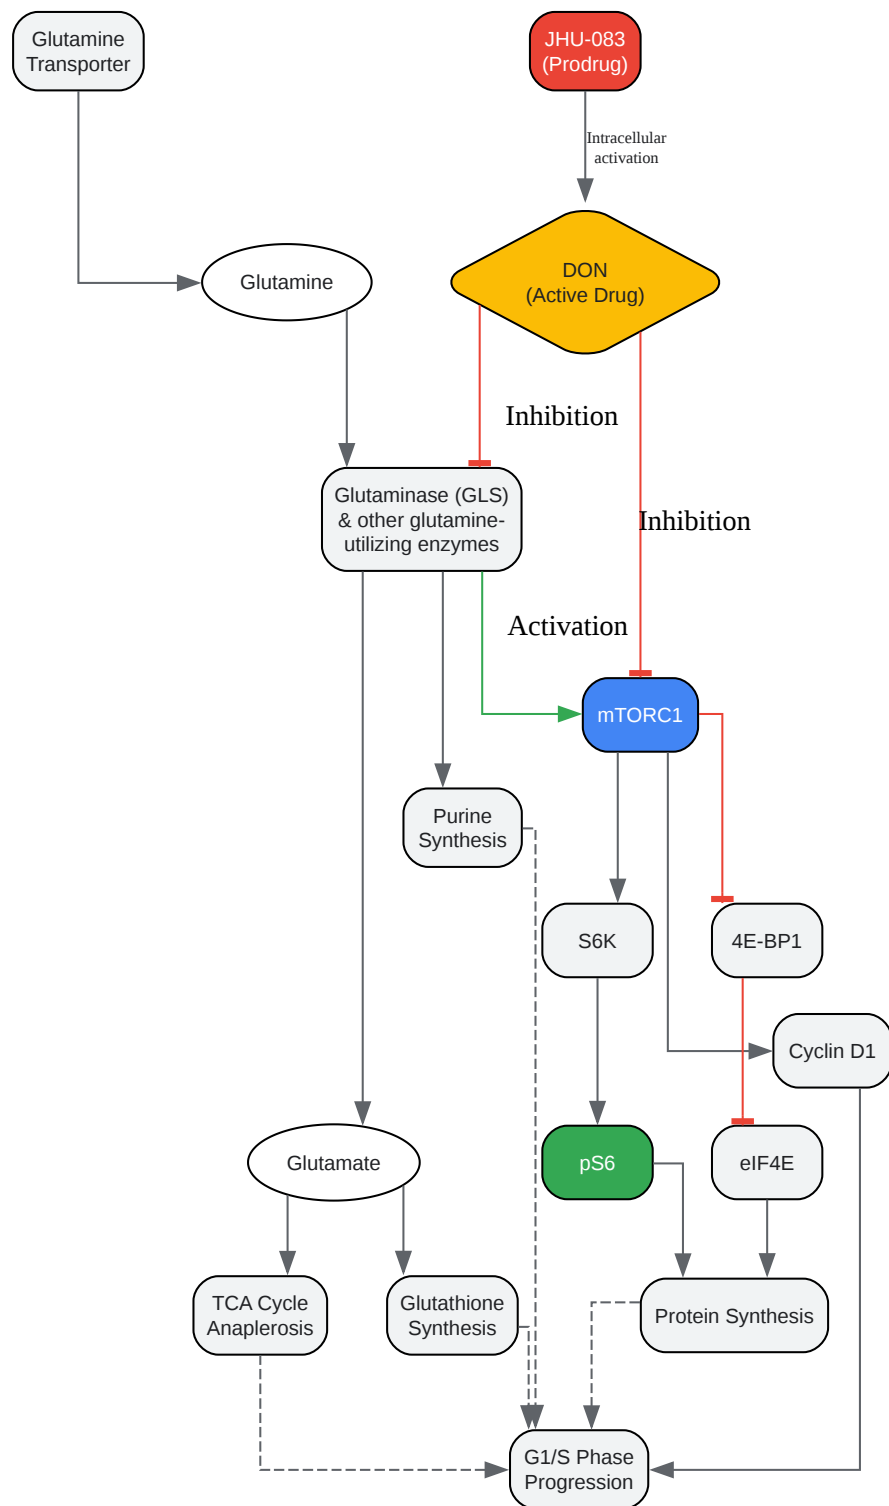 Glutamine
Transporter
JHU-083
(Prodrug)
Intracellular
activation
Glutamine
DON
(Active Drug)
Inhibition
Glutaminase (GLS)
& other glutamine-
utilizing enzymes
Inhibition
Activation
mTORC1
Purine
Synthesis
S6K
4E-BP1
Cyclin D1
Glutamate
pS6
eIF4E
TCA Cycle
Anaplerosis
Glutathione
Synthesis
Protein Synthesis
G1/S Phase
Progression